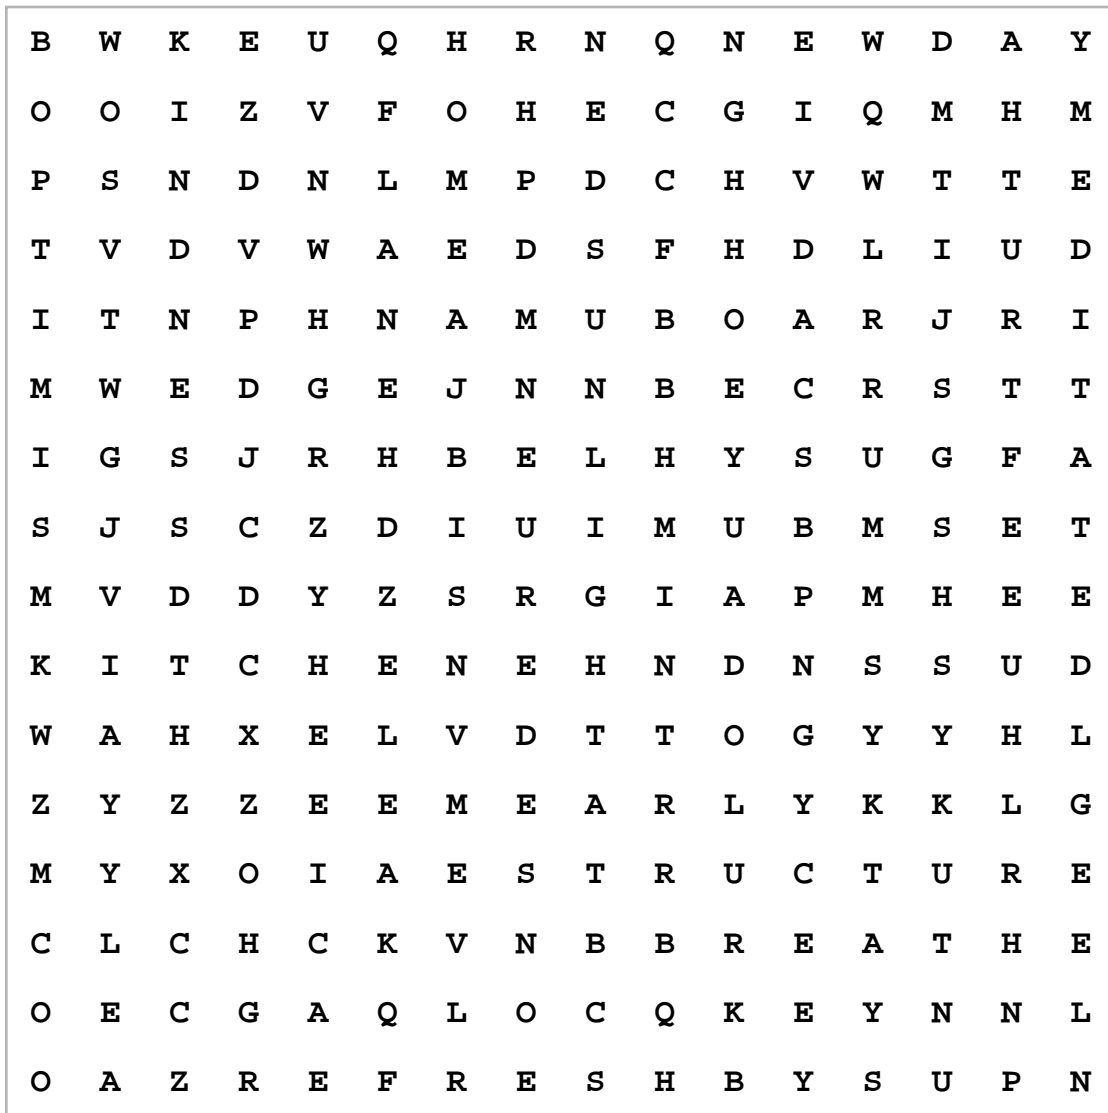 B W K E U Q H R N Q N E W D A Y
O O I Z V F O H E C G I Q M H M
P S N D N L M P D C H V W T T E
T V D V W A E D S F H D L I U D
I T N P H N A M U B O A R J R I
M W E D G E J N N B E C R S T T
I G S J R H B E L H Y S U G F A
S J S C Z D I U I M U B M S E T
M V D D Y Z S R G I A P M H E E
K I T C H E N E H N D N S S U D
W A H X E L V D T T O G Y Y H L
Z Y Z Z E E M E A R L Y K K L G
M Y X O I A E S T R U C T U R E
C L C H C K V N B B R E A T H E
O E C G A Q L O C Q K E Y N N L
O A Z R E F R E S H B Y S U P N